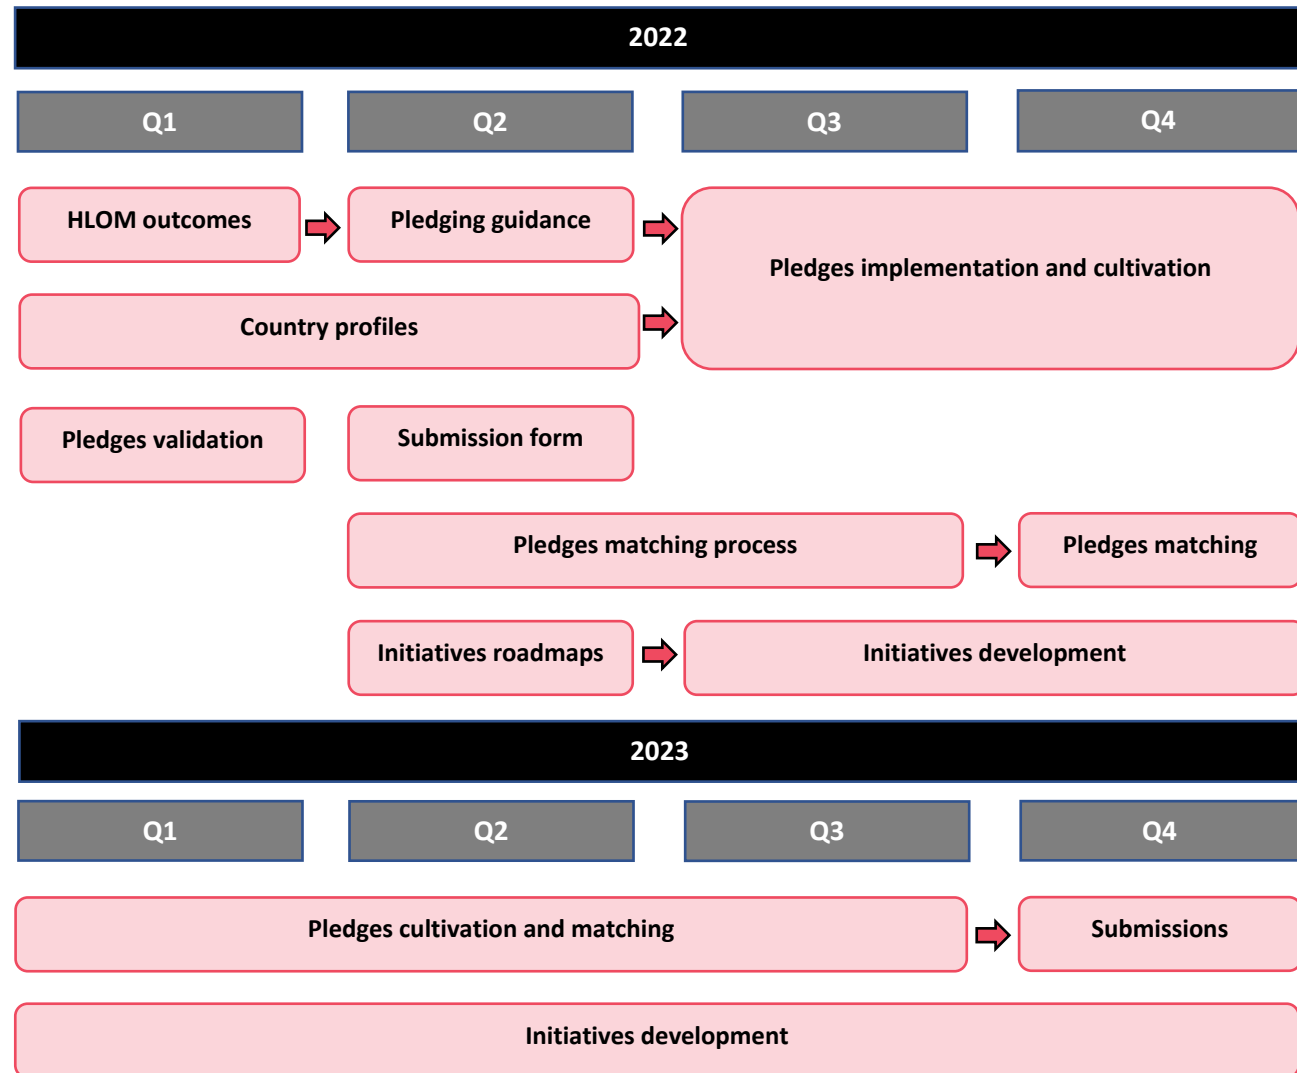 2022
Q1
Q2
Q3
Q4
HLOM outcomes
Pledging guidance
Pledges implementation and cultivation
Country profiles
Pledges validation
Submission form
Pledges matching process
Pledges matching
Initiatives roadmaps
Initiatives development
2023
Q1
Q2
Q3
Q4
Pledges cultivation and matching
Submissions
Initiatives development